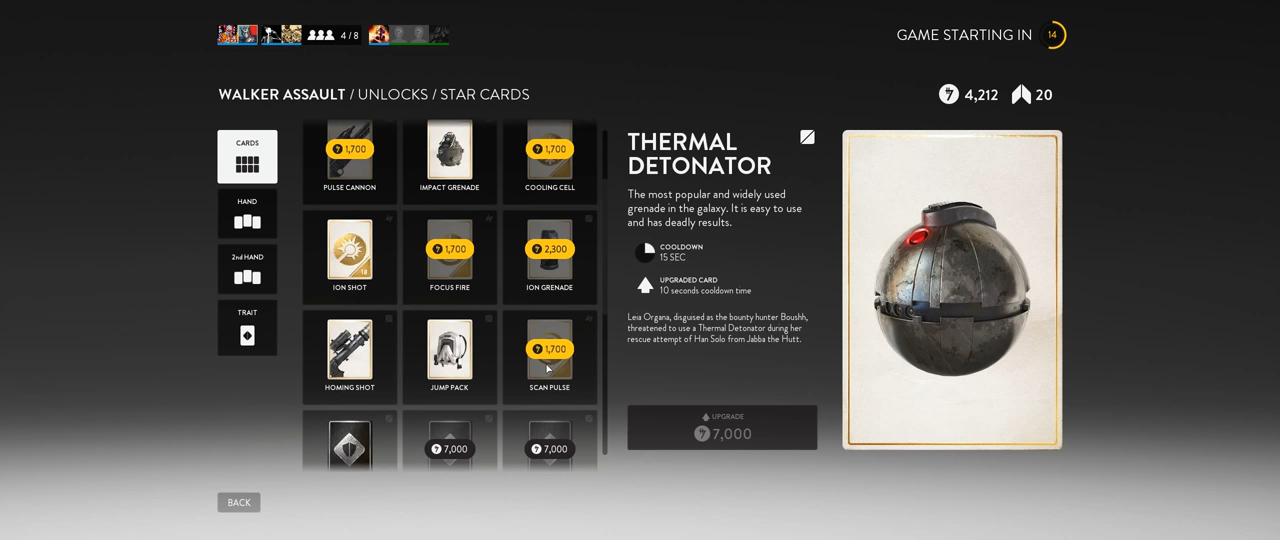 4 / 8
GAME STARTING IN 14
WALKER ASSAULT / UNLOCKS / STAR CARDS
4,212 20
CARDS
HAND
2nd HAND
TRAIT
1,700 1,700
PULSE CANNON IMPACT GRENADE COOLING CELL
1,700 2,300
10
ION SHOT FOCUS FIRE ION GRENADE
1,700
HOMING SHOT JUMP PACK SCAN PULSE
7,000 7,000
THERMAL
DETONATOR
The most popular and widely used
grenade in the galaxy. It is easy to use
and has deadly results.
COOLDOWN
15 SEC
UPGRADED CARD
10 seconds cooldown time
Leia Organa, disguised as the bounty hunter Boushh,
threatened to use a Thermal Detonator during her
rescue attempt of Han Solo from Jabba the Hutt.
UPGRADE
7,000
BACK